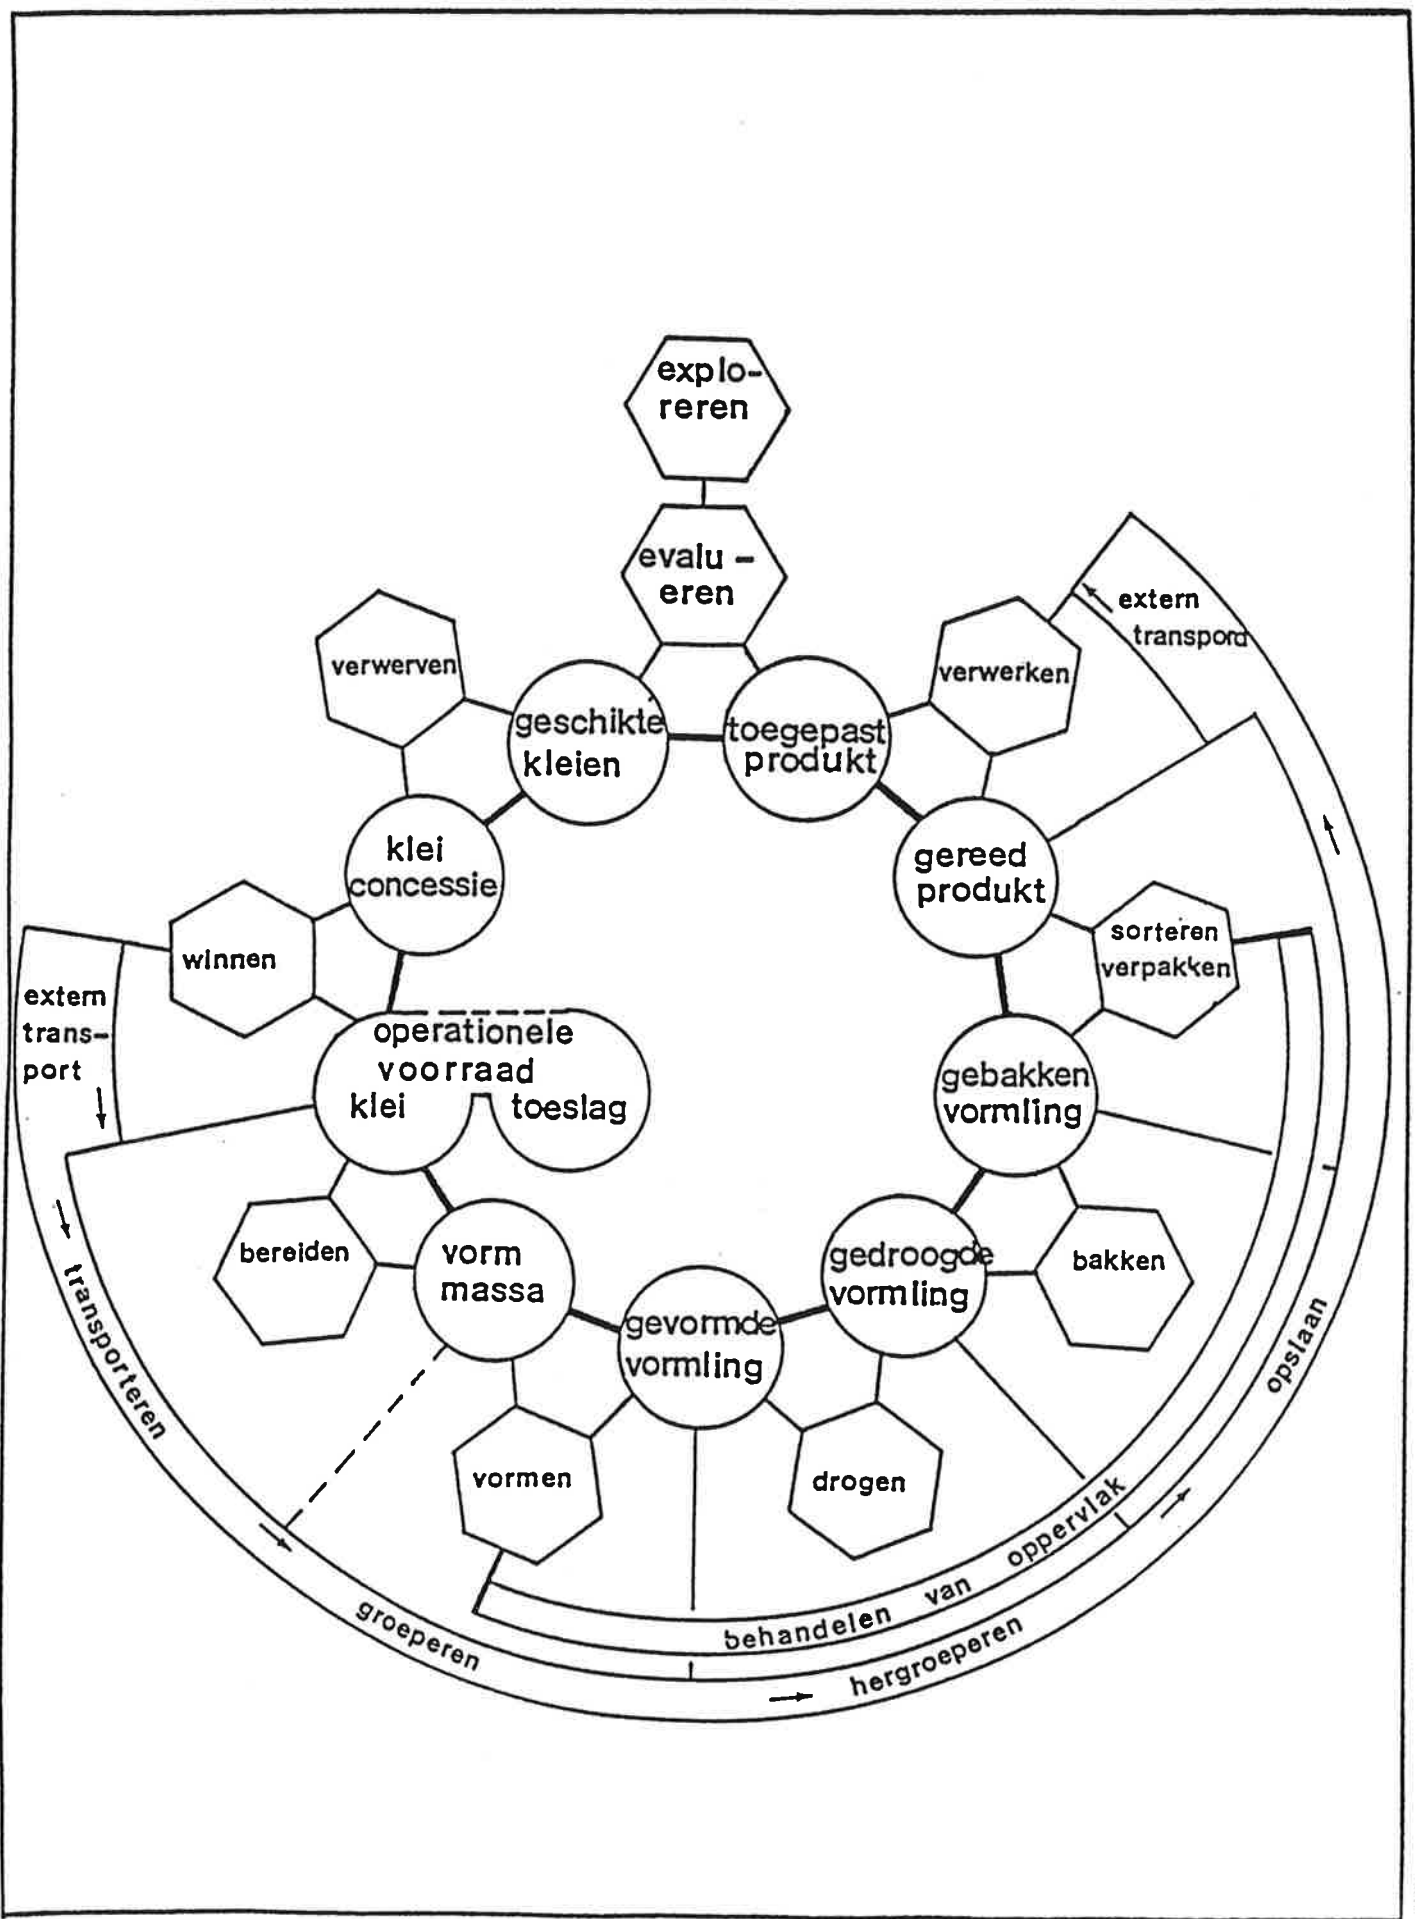 explo-
reren
evalu -
eren
verwerven
geschikte
kleien
toegepast
produkt
verwerken
extern
transport
klei
concessie
gereed
produkt
winnen
sorteren
verpakken
extern
trans-
port
operationele
voorraad
klei
toeslag
gebakken
vormling
bereiden
vorm
massa
gevormde
vormling
gedroogde
vormling
bakken
vormen
drogen
transporteren
groeperen
behandelen van oppervlak
hergroeperen
opslaan